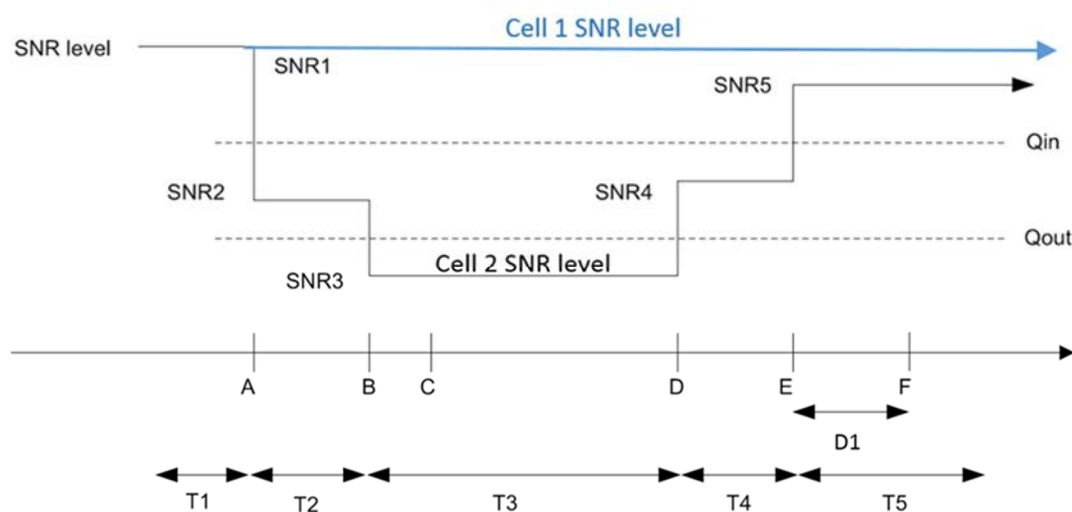 Cell 1 SNR level
SNR level
SNR1
SNR5
Qin
SNR2
SNR4
Qout
Cell 2 SNR level
SNR3
A B C D E F
D1
T1 T2 T3 T4 T5